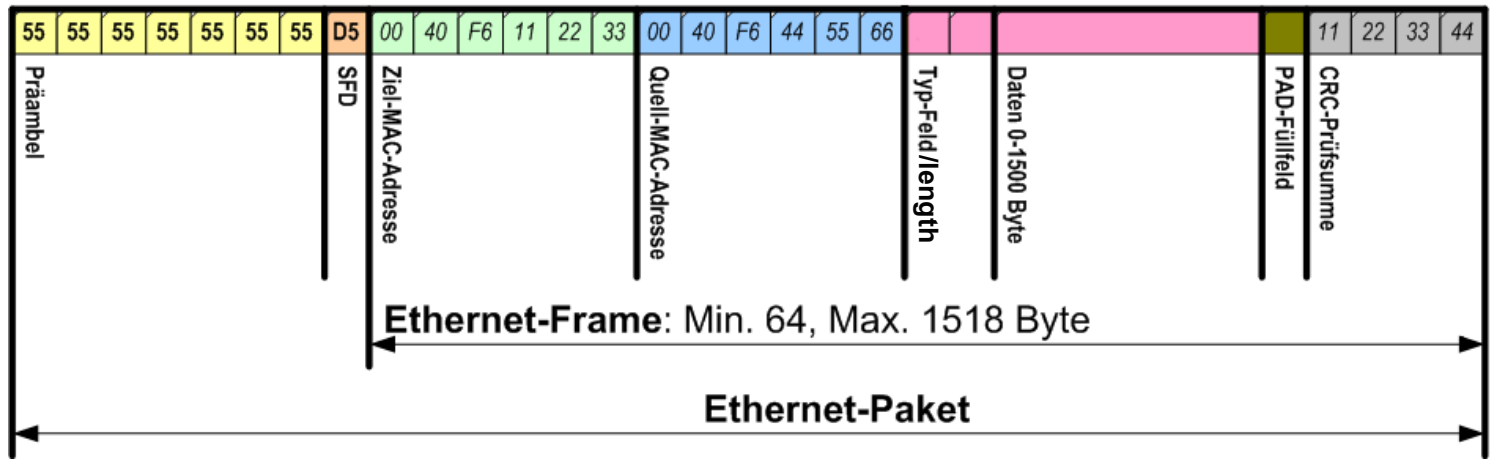 55 55 55 55 55 55 55 D5 00 40 F6 11 22 33 00 40 F6 44 55 66 11 22 33 44
Präambel
SFD
Ziel-MAC-Adresse
Quell-MAC-Adresse
Typ-Feld/length
Daten 0-1500 Byte
PAD-Füllfeld
CRC-Prüfsumme
Ethernet-Frame: Min. 64, Max. 1518 Byte
Ethernet-Paket